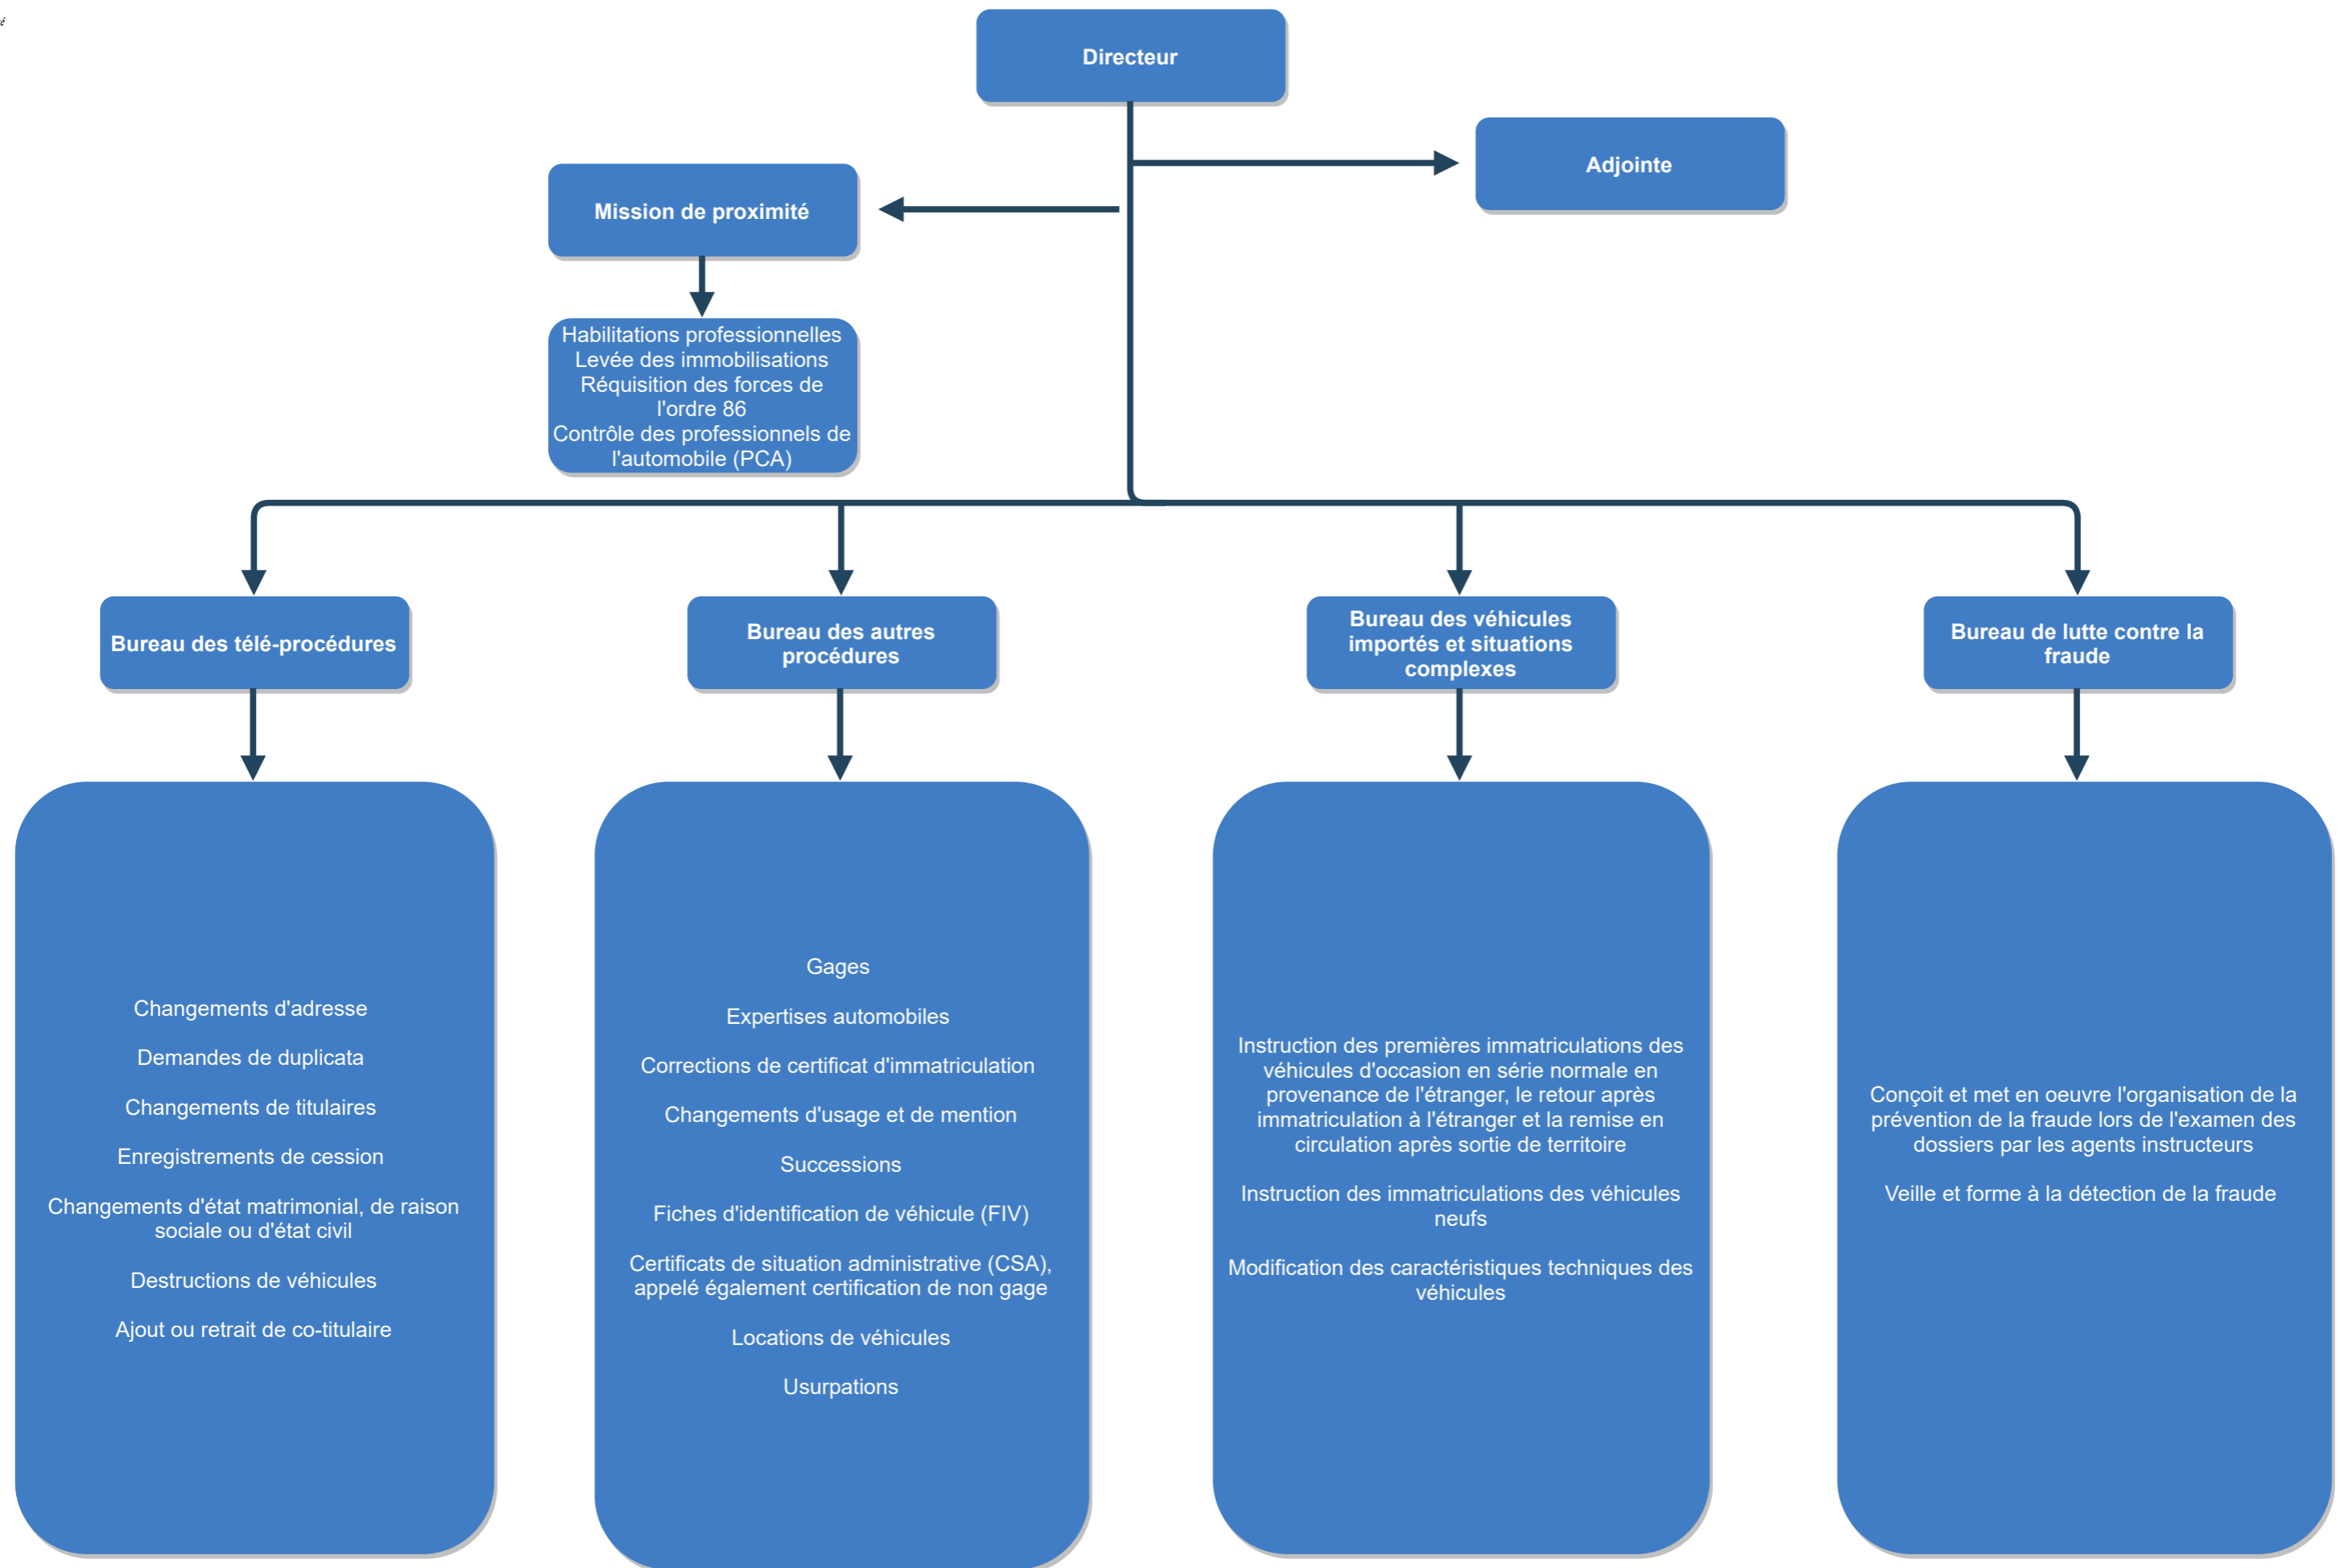 é
Directeur
Adjointe
Mission de proximité
Habilitations professionnelles
Levée des immobilisations
Réquisition des forces de
l'ordre 86
Contrôle des professionnels de
l'automobile (PCA)
Bureau des télé-procédures
Bureau des autres
procédures
Bureau des véhicules
importés et situations
complexes
Bureau de lutte contre la
fraude
Changements d'adresse
Demandes de duplicata
Changements de titulaires
Enregistrements de cession
Changements d'état matrimonial, de raison
sociale ou d'état civil
Destructions de véhicules
Ajout ou retrait de co-titulaire
Gages
Expertises automobiles
Corrections de certificat d'immatriculation
Changements d'usage et de mention
Successions
Fiches d'identification de véhicule (FIV)
Certificats de situation administrative (CSA),
appelé également certification de non gage
Locations de véhicules
Usurpations
Instruction des premières immatriculations des
véhicules d'occasion en série normale en
provenance de l'étranger, le retour après
immatriculation à l'étranger et la remise en
circulation après sortie de territoire
Instruction des immatriculations des véhicules
neufs
Modification des caractéristiques techniques des
véhicules
Conçoit et met en oeuvre l'organisation de la
prévention de la fraude lors de l'examen des
dossiers par les agents instructeurs
Veille et forme à la détection de la fraude